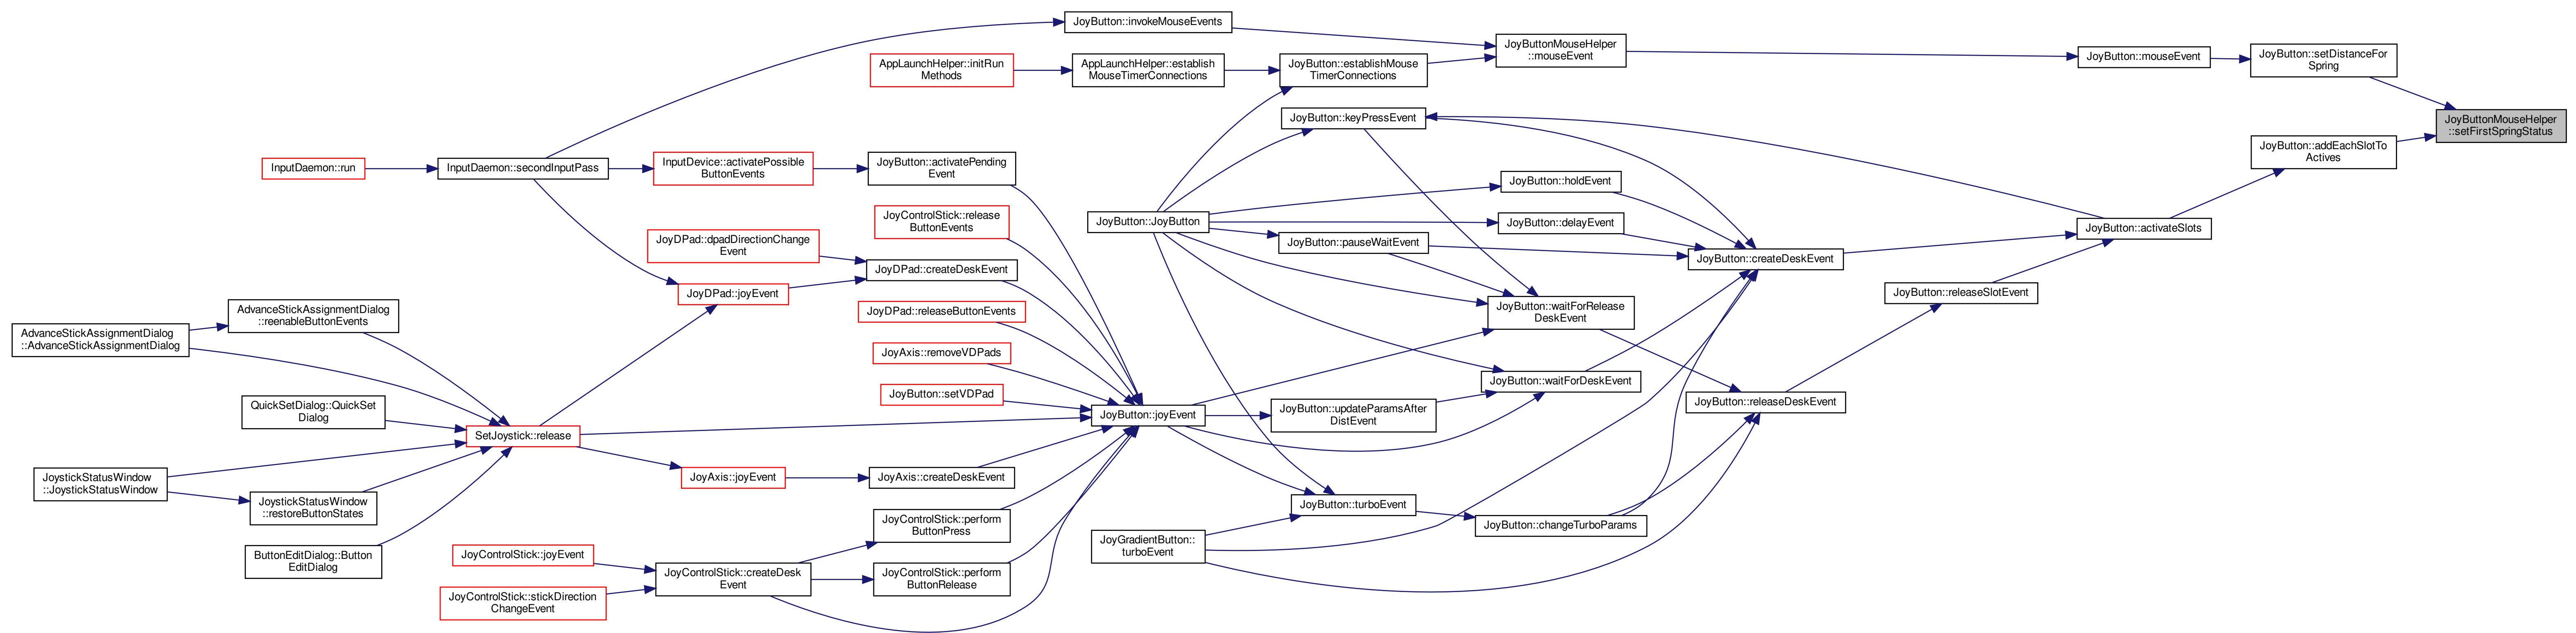 JoyButton::invokeMouseEvents
JoyButtonMouseHelper
::mouseEvent
JoyButton::setDistanceFor
Spring
JoyButton::mouseEvent
AppLaunchHelper::initRun
Methods
AppLaunchHelper::establish
MouseTimerConnections
JoyButton::establishMouse
TimerConnections
JoyButtonMouseHelper
::setFirstSpringStatus
JoyButton::keyPressEvent
JoyButton::addEachSlotTo
Actives
InputDaemon::run
InputDaemon::secondInputPass
InputDevice::activatePossible
ButtonEvents
JoyButton::activatePending
Event
JoyButton::holdEvent
JoyControlStick::release
ButtonEvents
JoyButton::JoyButton
JoyButton::delayEvent
JoyButton::activateSlots
JoyDPad::dpadDirectionChange
Event
JoyButton::pauseWaitEvent
JoyButton::createDeskEvent
JoyDPad::createDeskEvent
JoyDPad::joyEvent
JoyButton::releaseSlotEvent
AdvanceStickAssignmentDialog
::reenableButtonEvents
JoyDPad::releaseButtonEvents
JoyButton::waitForRelease
DeskEvent
AdvanceStickAssignmentDialog
::AdvanceStickAssignmentDialog
JoyAxis::removeVDPads
JoyButton::waitForDeskEvent
JoyButton::setVDPad
JoyButton::releaseDeskEvent
QuickSetDialog::QuickSet
Dialog
JoyButton::joyEvent
JoyButton::updateParamsAfter
DistEvent
SetJoystick::release
JoystickStatusWindow
::JoystickStatusWindow
JoyAxis::joyEvent
JoyAxis::createDeskEvent
JoystickStatusWindow
::restoreButtonStates
JoyButton::turboEvent
JoyControlStick::perform
ButtonPress
JoyButton::changeTurboParams
JoyGradientButton::
turboEvent
ButtonEditDialog::Button
EditDialog
JoyControlStick::joyEvent
JoyControlStick::createDesk
Event
JoyControlStick::perform
ButtonRelease
JoyControlStick::stickDirection
ChangeEvent